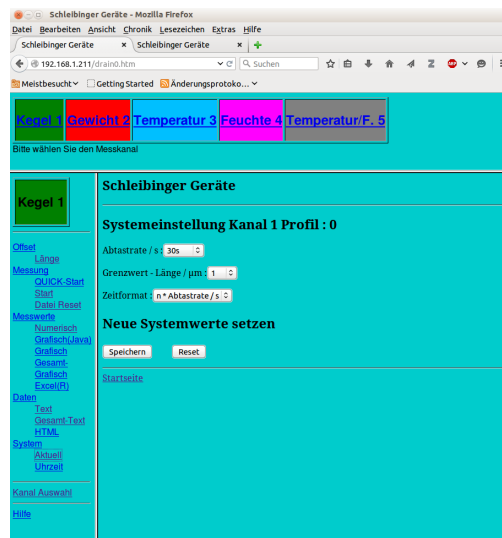 Schleibinger Geräte - Mozilla Firefox
Datei Bearbeiten Ansicht Chronik Lesezeichen Extras Hilfe
Schleibinger Geräte × Schleibinger Geräte ×
192.168.1.211/drain0.htm Suchen
Meistbesucht Getting Started Änderungsprotoko...
Kegel 1 Gewicht 2 Temperatur 3 Feuchte 4 Temperatur/F. 5
Bitte wählen Sie den Messkanal
Kegel 1
Offset
Länge
Messung
QUICK-Start
Start
Datei Reset
Messwerte
Numerisch
Grafisch(Java)
Grafisch
Gesamt-
Grafisch
Excel(R)
Daten
Text
Gesamt-Text
HTML
System
Aktuell
Uhrzeit
Kanal Auswahl
Hilfe
Schleibinger Geräte
Systemeinstellung Kanal 1 Profil : 0
Abtastrate / s : 30s
Grenzwert - Länge / µm : 1
Zeitformat : n * Abtastrate / s
Neue Systemwerte setzen
Speichern Reset
Startseite